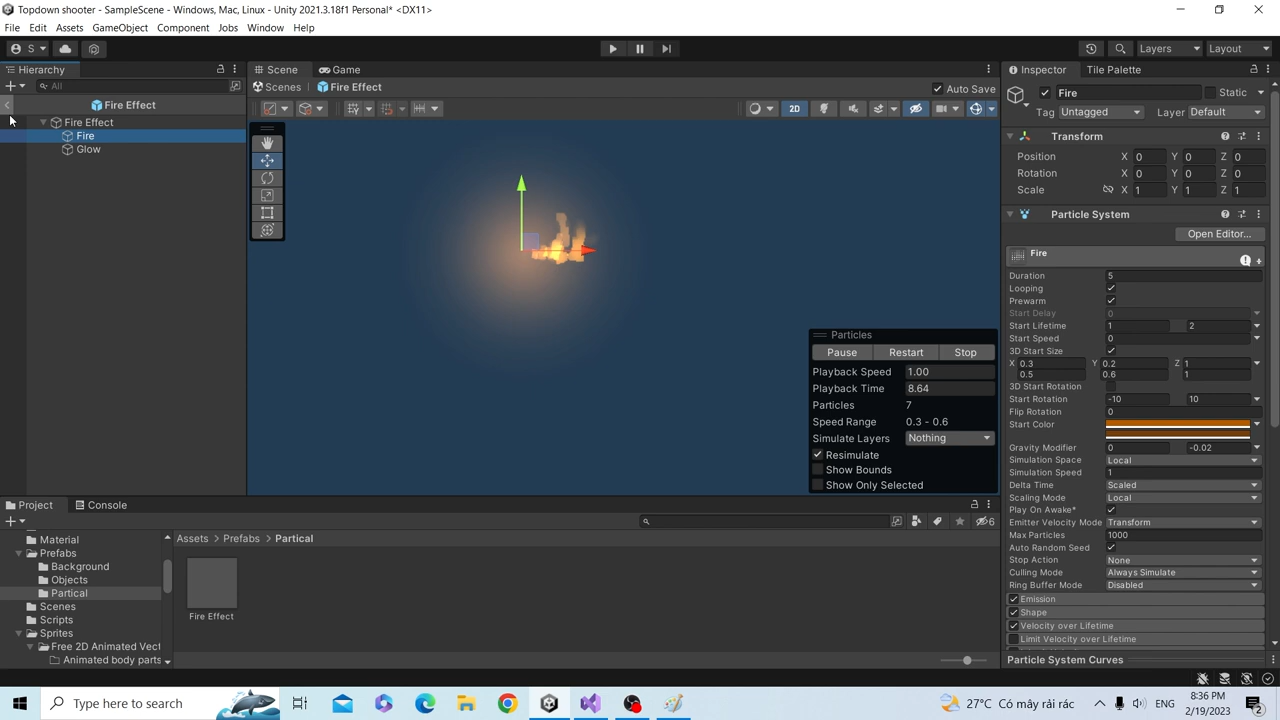 Topdown shooter - SampleScene - Windows, Mac, Linux - Unity 2021.3.18f1 Personal* <DX11>
File Edit Assets GameObject Component Jobs Window Help
S Layers Layout
Hierarchy
All
Fire Effect
Fire Effect
Fire
Glow
Scene Game
Scenes Fire Effect Auto Save
2D
Particles
Pause Restart Stop
Playback Speed 1.00
Playback Time 8.64
Particles 7
Speed Range 0.3 - 0.6
Simulate Layers Nothing
Resimulate
Show Bounds
Show Only Selected
Inspector Tile Palette
Fire Static
Tag Untagged Layer Default
Transform
Position X 0 Y 0 Z 0
Rotation X 0 Y 0 Z 0
Scale X 1 Y 1 Z 1
Particle System
Open Editor...
Fire
Duration 5
Looping
Prewarm
Start Delay 0
Start Lifetime 1 2
Start Speed 0
3D Start Size
X 0.3 Y 0.2 Z 1
0.5 0.6 1
3D Start Rotation
Start Rotation -10 10
Flip Rotation 0
Start Color
Gravity Modifier 0 -0.02
Simulation Space Local
Simulation Speed 1
Delta Time Scaled
Scaling Mode Local
Play On Awake*
Emitter Velocity Mode Transform
Max Particles 1000
Auto Random Seed
Stop Action None
Culling Mode Always Simulate
Ring Buffer Mode Disabled
Emission
Shape
Velocity over Lifetime
Limit Velocity over Lifetime
Particle System Curves
Project Console
6
Material
Prefabs
Background
Objects
Partical
Scenes
Scripts
Sprites
Free 2D Animated Vect
Animated body parts
Assets Prefabs Partical
Fire Effect
Type here to search
27°C Có mây rải rác
ENG
8:36 PM
2/19/2023
2